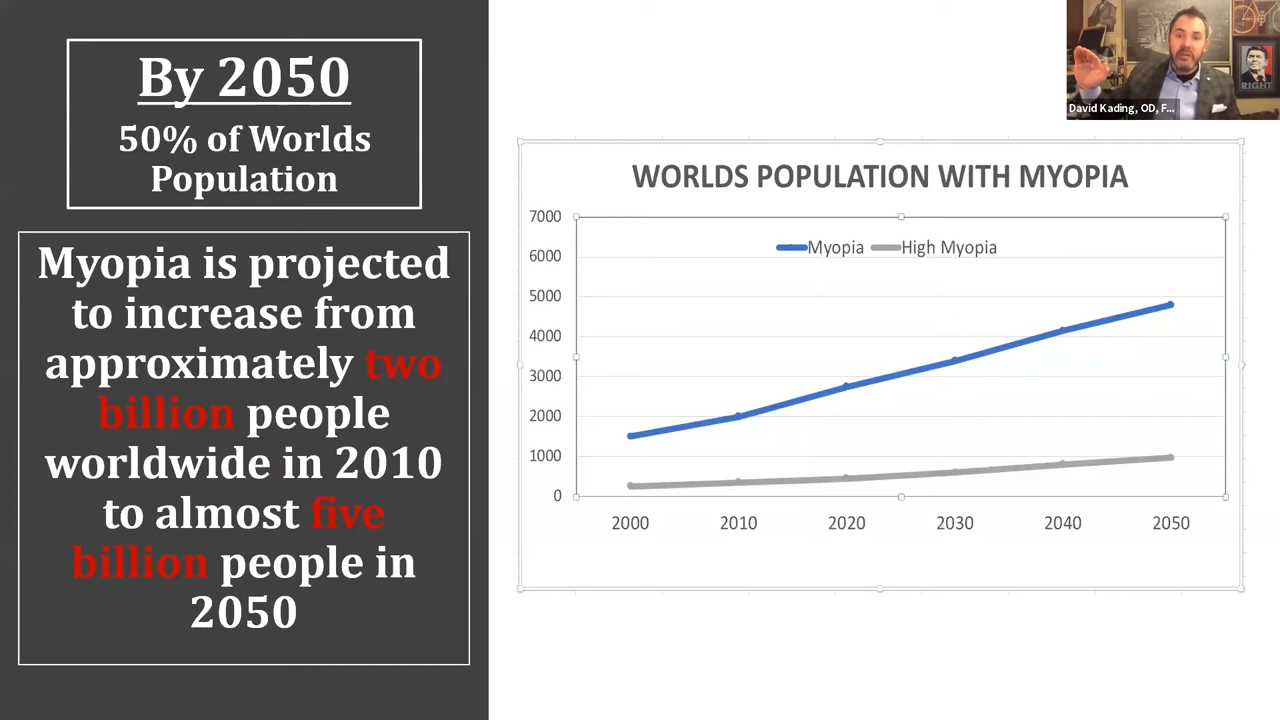 By 2050
50% of Worlds
Population
Myopia is projected
to increase from
approximately two
billion people
worldwide in 2010
to almost five
billion people in
2050
RIGHT
David Kading, OD, F...
WORLDS POPULATION WITH MYOPIA
7000
6000
5000
4000
3000
2000
1000
0
Myopia High Myopia
2000 2010 2020 2030 2040 2050